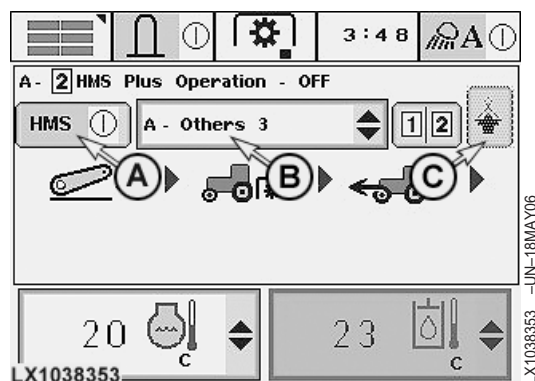 3:48 A
A - 2 HMS Plus Operation - OFF
HMS A - Others 3 1 2
A B C
20 C 23 C
LX1038353
LX1038353 –UN–18MAY06